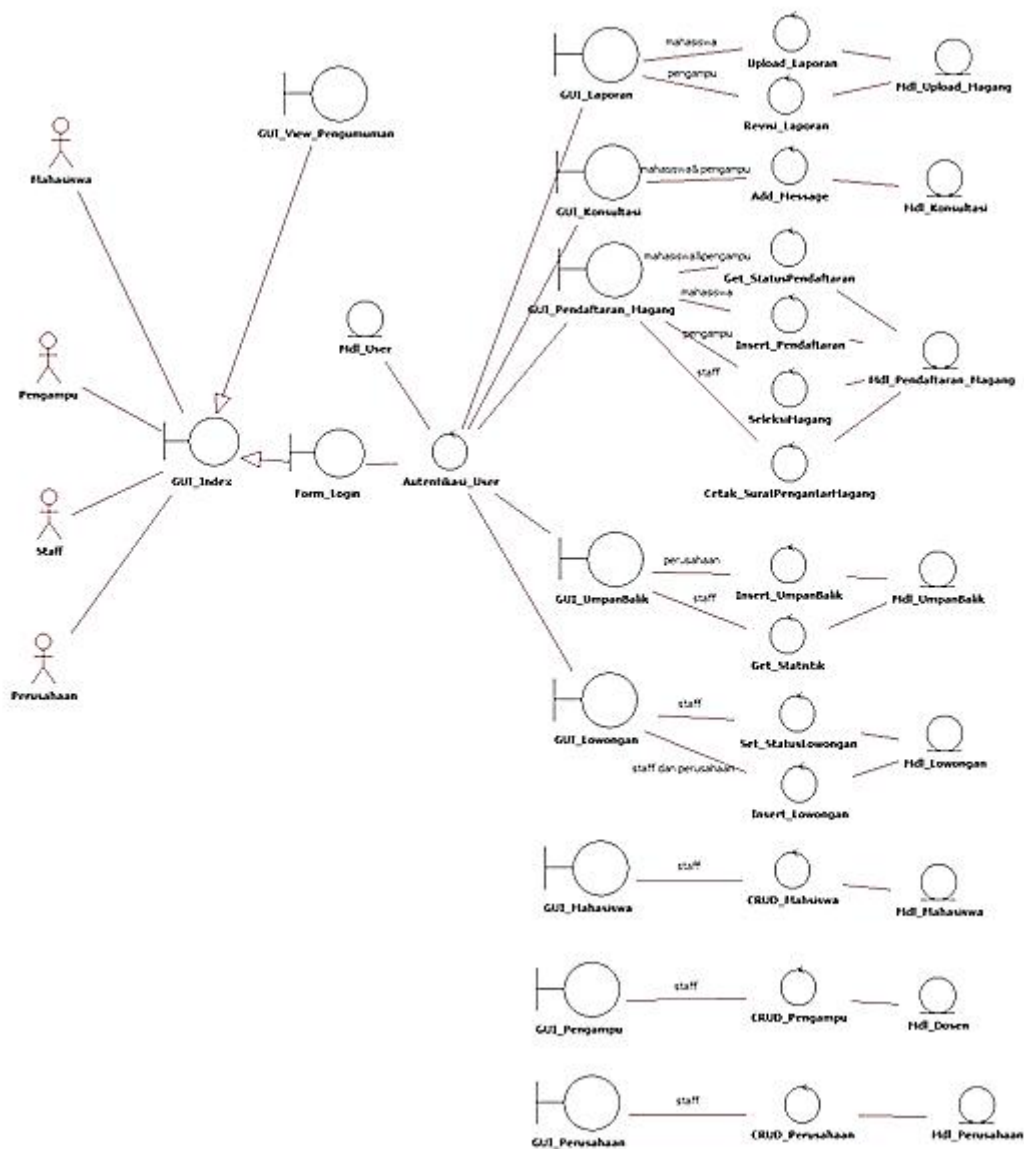 mahasiswa
Upload_Laporan
pengampu
GUI_Laporan
Mdl_Upload_Magang
Revisi_Laporan
GUI_View_Pengumuman
Mahasiswa
mahasiswa&pengampu
Add_Message
GUI_Konsultasi
Mdl_Konsultasi
mahasiswa&pengampu
Get_StatusPendaftaran
mahasiswa
GUI_Pendaftaran_Magang
Insert_Pendaftaran
Mdl_User
pengampu
Mdl_Pendaftaran_Magang
staff
SeleksiMagang
Pengampu
GUI_Index
Form_Login
Autentikasi_User
Cetak_SuratPengantarMagang
Staff
perusahaan
GUI_UmpanBalik
staff
Insert_UmpanBalik
Mdl_UmpanBalik
Get_Statistik
Perusahaan
staff
GUI_Lowongan
Set_StatusLowongan
Mdl_Lowongan
staff dan perusahaan
Insert_Lowongan
staff
GUI_Mahasiswa
CRUD_Mahsiswa
Mdl_Mahasiswa
staff
GUI_Pengampu
CRUD_Pengampu
Mdl_Dosen
staff
GUI_Perusahaan
CRUD_Perusahaan
Mdl_Perusahaan